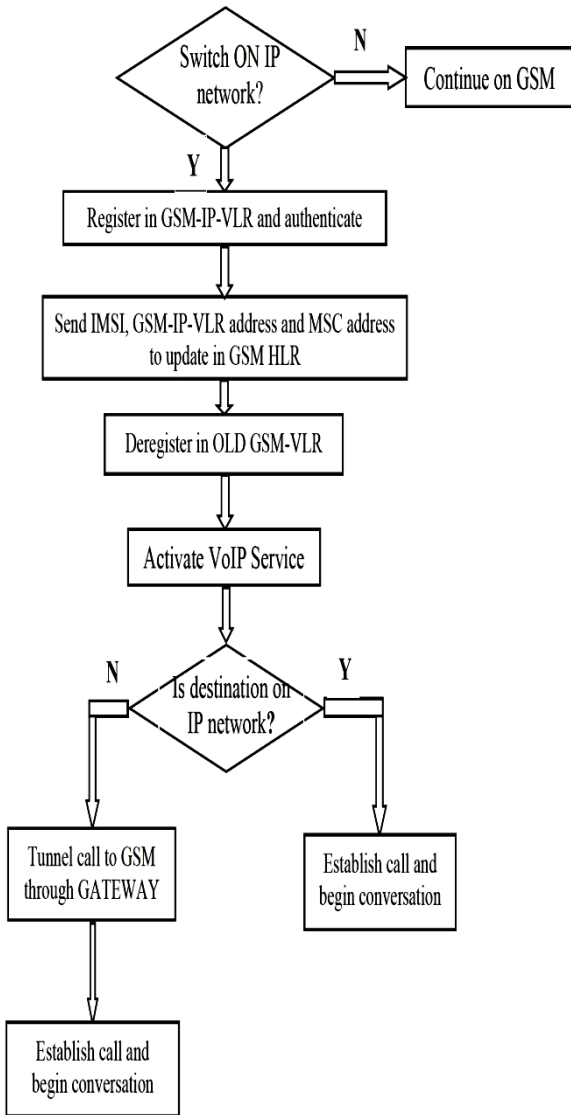 Switch ON IP
network?
N
Continue on GSM
Y
Register in GSM-IP-VLR and authenticate
Send IMSI, GSM-IP-VLR address and MSC address
to update in GSM HLR
Deregister in OLD GSM-VLR
Activate VoIP Service
N
Y
Is destination on
IP network?
Tunnel call to GSM
through GATEWAY
Establish call and
begin conversation
Establish call and
begin conversation